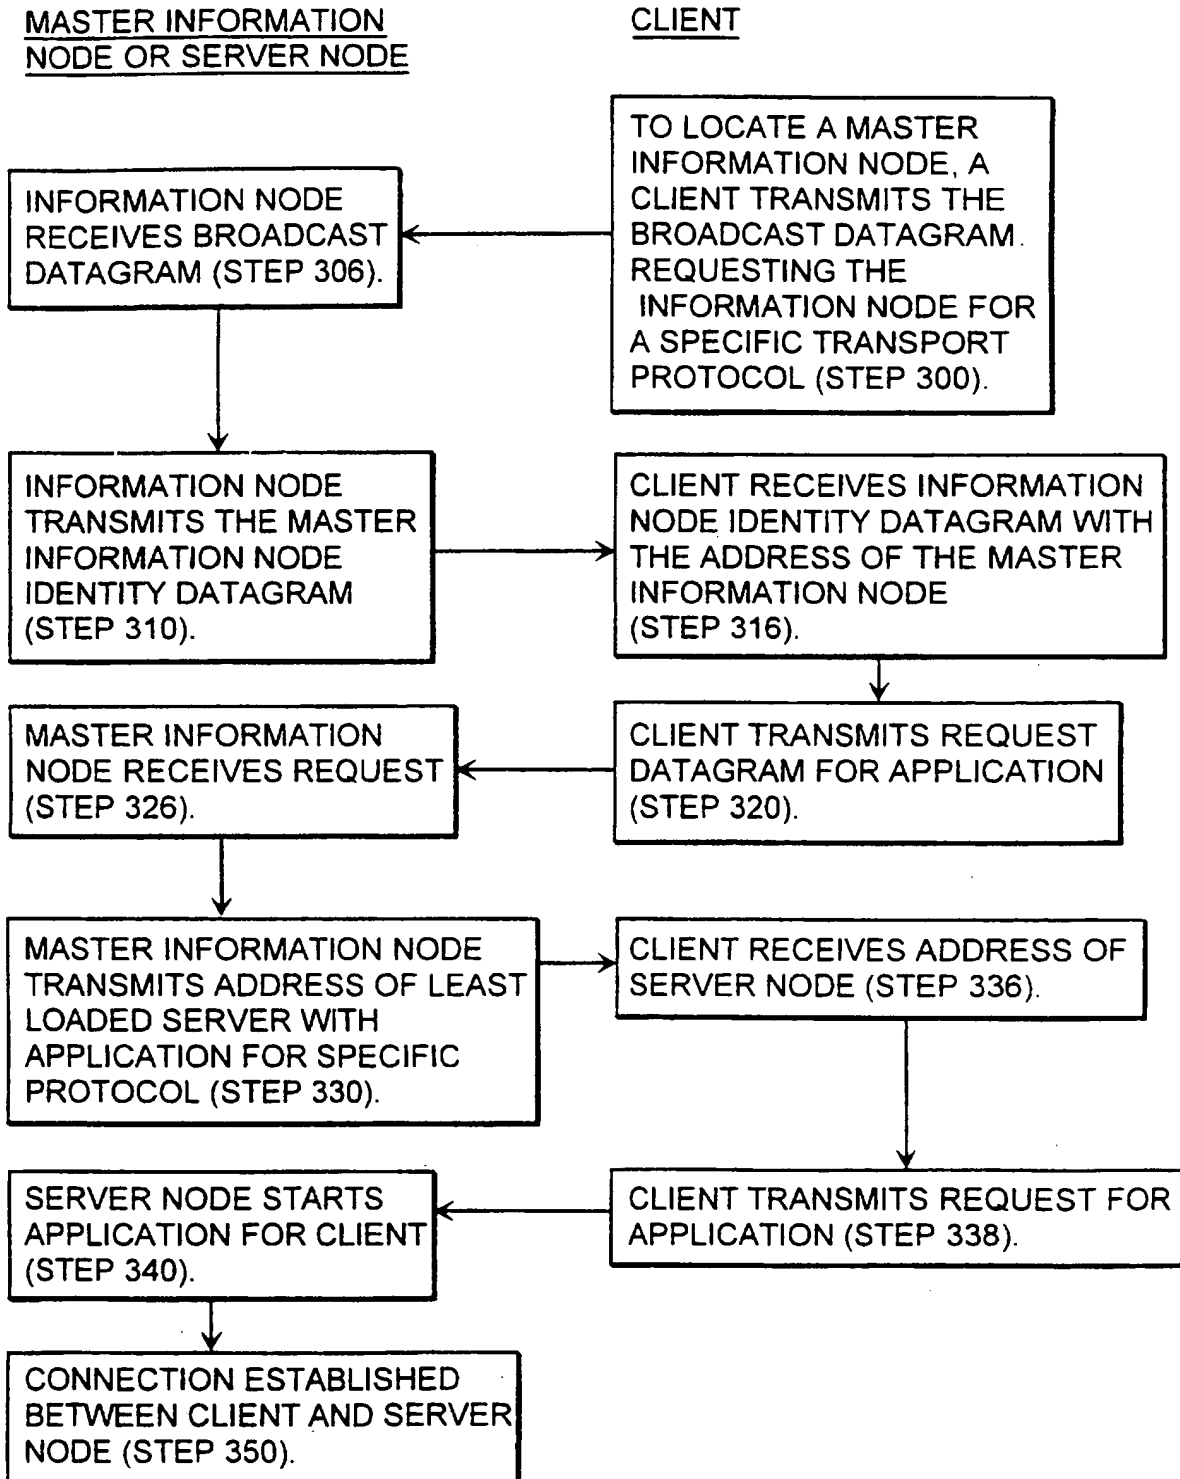 MASTER INFORMATION
NODE OR SERVER NODE
CLIENT
TO LOCATE A MASTER
INFORMATION NODE, A
CLIENT TRANSMITS THE
BROADCAST DATAGRAM.
REQUESTING THE
INFORMATION NODE FOR
A SPECIFIC TRANSPORT
PROTOCOL (STEP 300).
INFORMATION NODE
RECEIVES BROADCAST
DATAGRAM (STEP 306).
INFORMATION NODE
TRANSMITS THE MASTER
INFORMATION NODE
IDENTITY DATAGRAM
(STEP 310).
CLIENT RECEIVES INFORMATION
NODE IDENTITY DATAGRAM WITH
THE ADDRESS OF THE MASTER
INFORMATION NODE
(STEP 316).
CLIENT TRANSMITS REQUEST
DATAGRAM FOR APPLICATION
(STEP 320).
MASTER INFORMATION
NODE RECEIVES REQUEST
(STEP 326).
MASTER INFORMATION NODE
TRANSMITS ADDRESS OF LEAST
LOADED SERVER WITH
APPLICATION FOR SPECIFIC
PROTOCOL (STEP 330).
CLIENT RECEIVES ADDRESS OF
SERVER NODE (STEP 336).
CLIENT TRANSMITS REQUEST FOR
APPLICATION (STEP 338).
SERVER NODE STARTS
APPLICATION FOR CLIENT
(STEP 340).
CONNECTION ESTABLISHED
BETWEEN CLIENT AND SERVER
NODE (STEP 350).